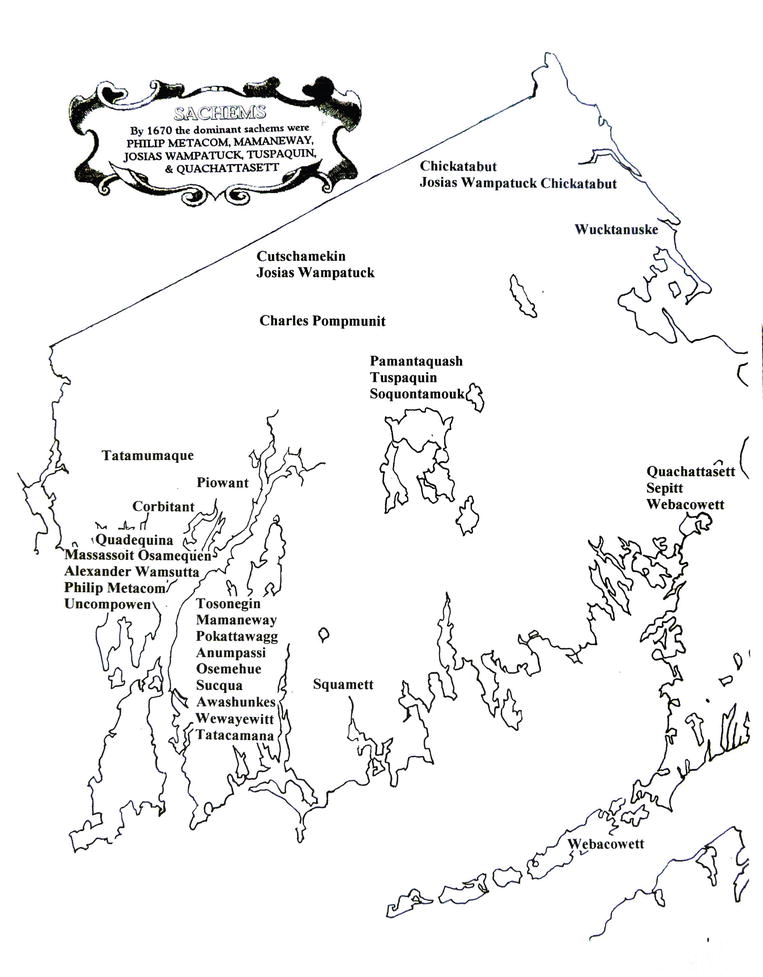 SACHEMS
By 1670 the dominant sachems were
PHILIP METACOM, MAMANEWAY,
JOSIAS WAMPATUCK, TUSPAQUIN,
& QUACHATTASETT
Chickatabut
Josias Wampatuck Chickatabut
Wucktanuske
Cutschamekin
Josias Wampatuck
Charles Pompmunit
Pamantaquash
Tuspaquin
Soquontamouk
Tatamumaque
Piowant
Corbitant
Quadequina
Massassoit Osamequen
Alexander Wamsutta
Philip Metacom
Uncompowen
Quachattasett
Sepitt
Webacowett
Tosonegin
Mamaneway
Pokattawagg
Anumpassi
Osemehue
Sucqua
Awashunkes
Wewayewitt
Tatacamana
Squamett
Webacowett